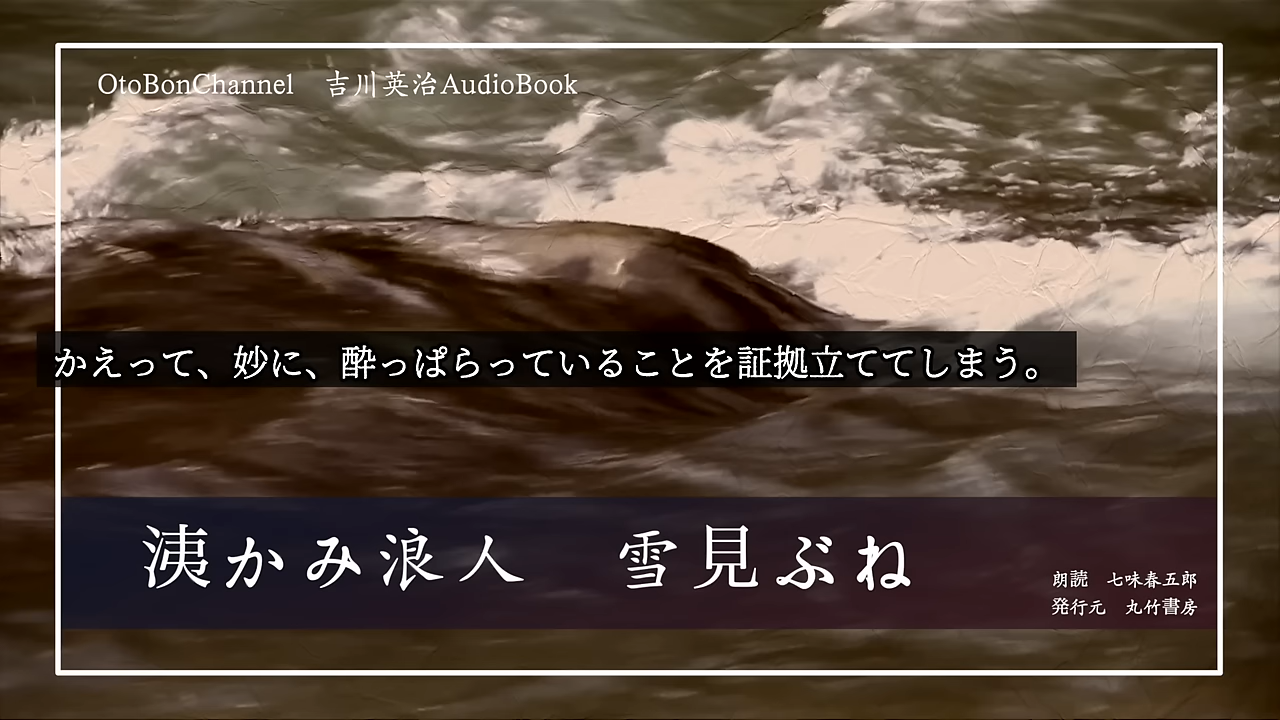 OtoBonChannel　吉川英治AudioBook
かえって、妙に、酔っぱらっていることを証拠立ててしまう。
洟かみ浪人　雪見ぶね
朗読　七味春五郎
発行元　丸竹書房